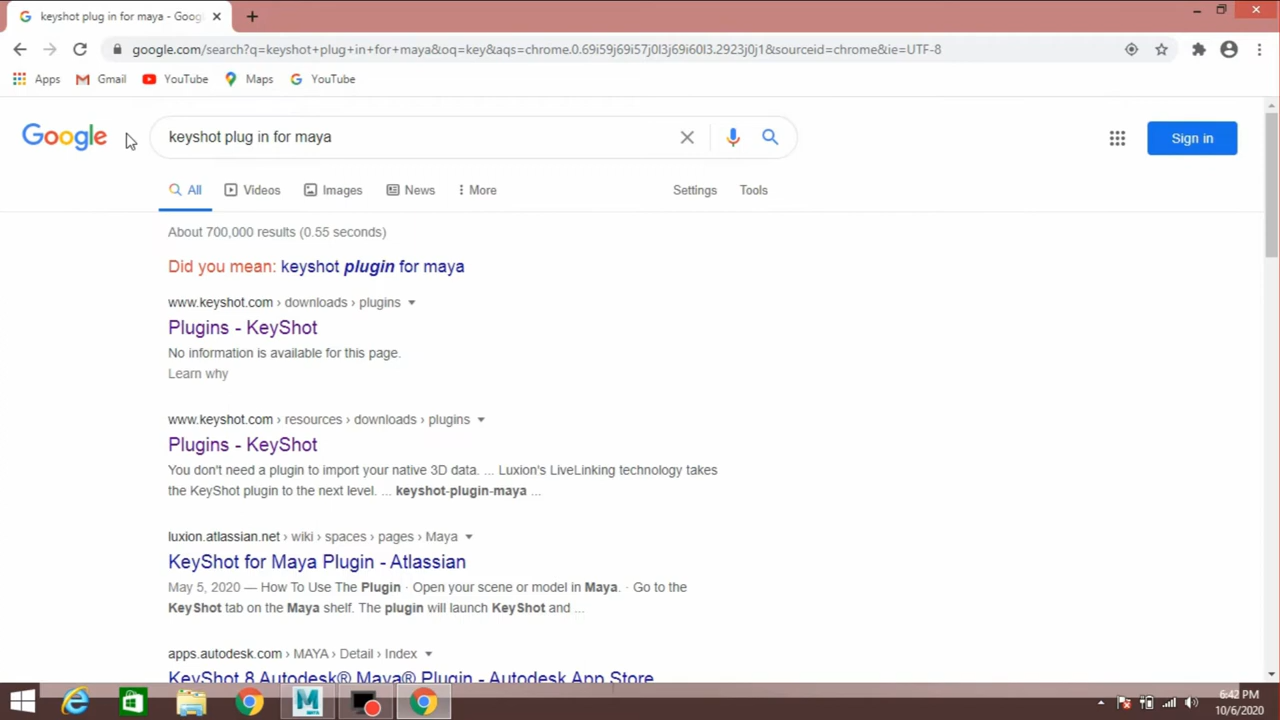 keyshot plug in for maya - Goog
google.com/search?q=keyshot+plug+in+for+maya&oq=key&aqs=chrome.0.69i59j69i57j0l3j69i60l3.2923j0j1&sourceid=chrome&ie=UTF-8
Apps Gmail YouTube Maps YouTube
Google keyshot plug in for maya Sign in
All Videos Images News More Settings Tools
About 700,000 results (0.55 seconds)
Did you mean: keyshot plugin for maya
www.keyshot.com › downloads › plugins
Plugins - KeyShot
No information is available for this page.
Learn why
www.keyshot.com › resources › downloads › plugins
Plugins - KeyShot
You don't need a plugin to import your native 3D data. ... Luxion's LiveLinking technology takes
the KeyShot plugin to the next level. ... keyshot-plugin-maya ...
luxion.atlassian.net › wiki › spaces › pages › Maya
KeyShot for Maya Plugin - Atlassian
May 5, 2020 — How To Use The Plugin · Open your scene or model in Maya. · Go to the
KeyShot tab on the Maya shelf. The plugin will launch KeyShot and ...
apps.autodesk.com › MAYA › Detail › Index
KeyShot 8 Autodesk® Maya® Plugin - Autodesk App Store
6:42 PM
10/6/2020